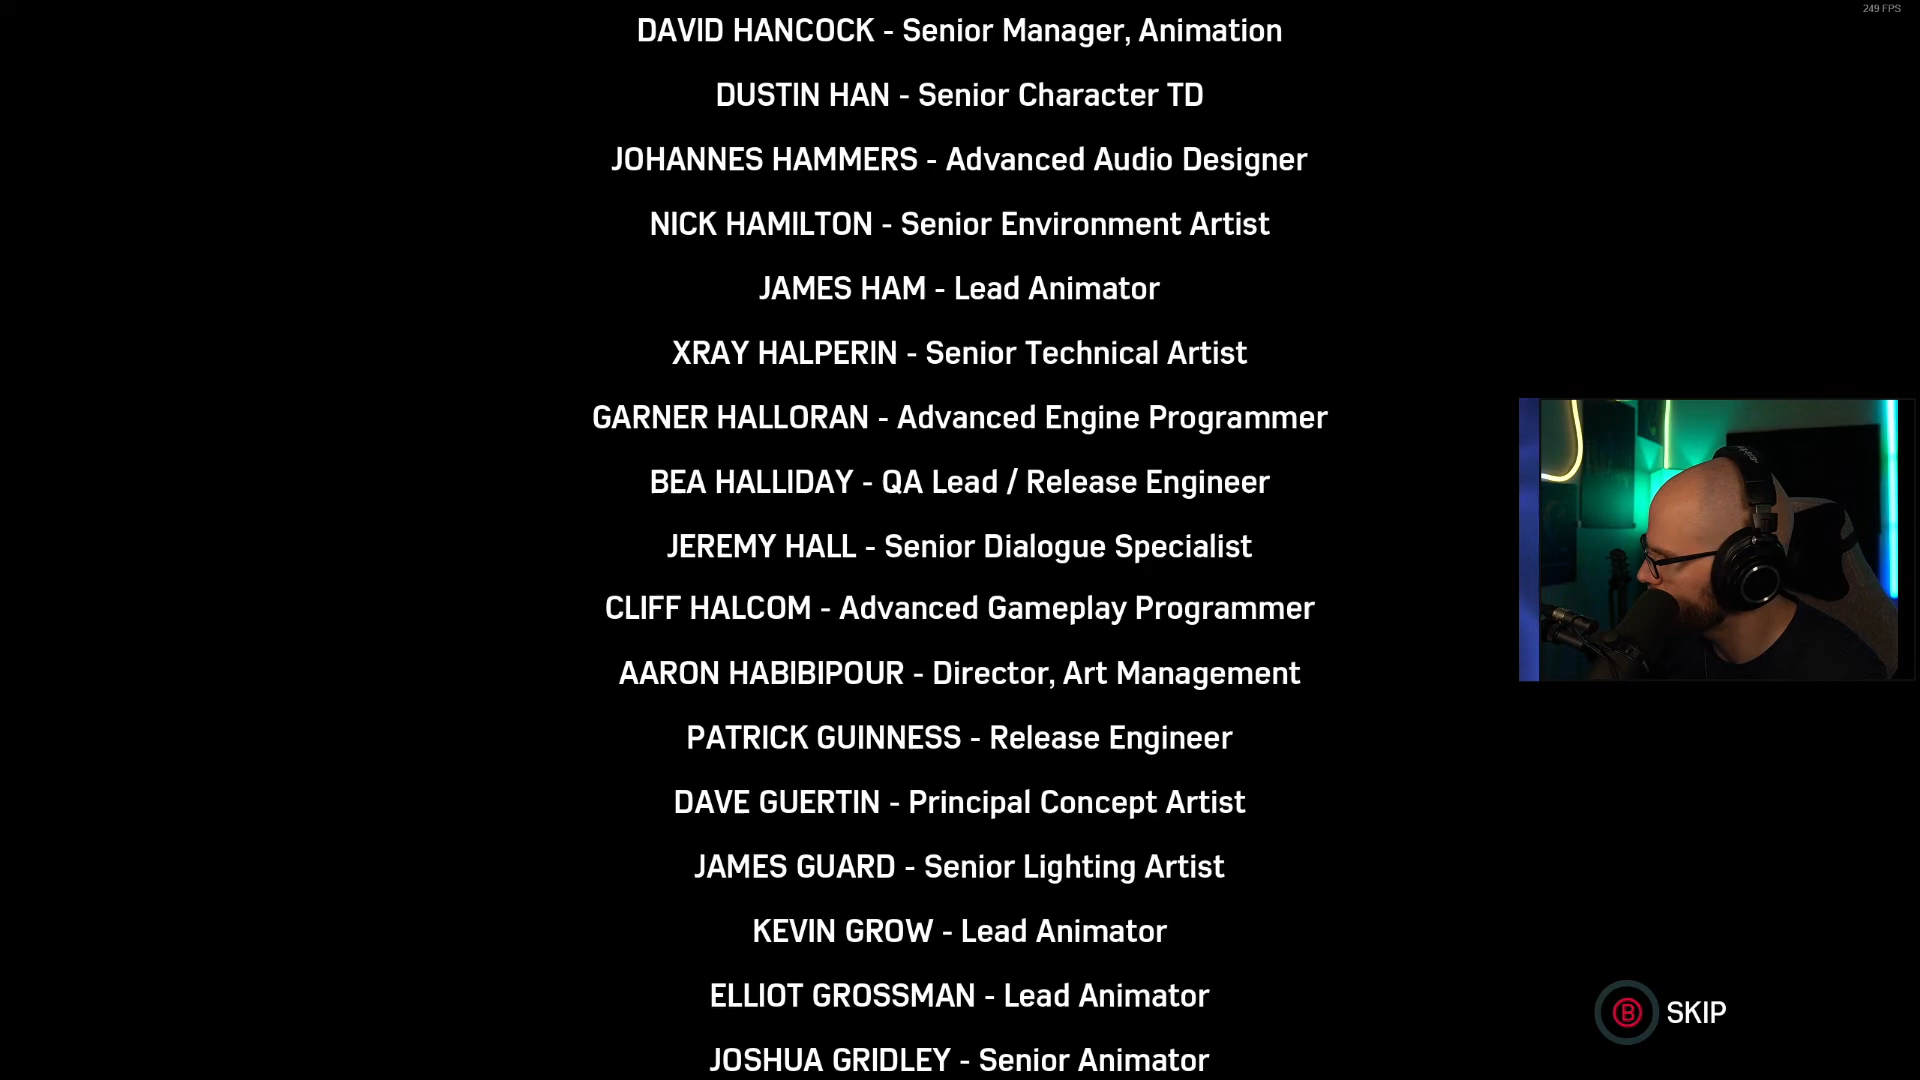 249 FPS
DAVID HANCOCK - Senior Manager, Animation
DUSTIN HAN - Senior Character TD
JOHANNES HAMMERS - Advanced Audio Designer
NICK HAMILTON - Senior Environment Artist
JAMES HAM - Lead Animator
XRAY HALPERIN - Senior Technical Artist
GARNER HALLORAN - Advanced Engine Programmer
BEA HALLIDAY - QA Lead / Release Engineer
JEREMY HALL - Senior Dialogue Specialist
CLIFF HALCOM - Advanced Gameplay Programmer
AARON HABIBIPOUR - Director, Art Management
PATRICK GUINNESS - Release Engineer
DAVE GUERTIN - Principal Concept Artist
JAMES GUARD - Senior Lighting Artist
KEVIN GROW - Lead Animator
ELLIOT GROSSMAN - Lead Animator
B SKIP
JOSHUA GRIDLEY - Senior Animator